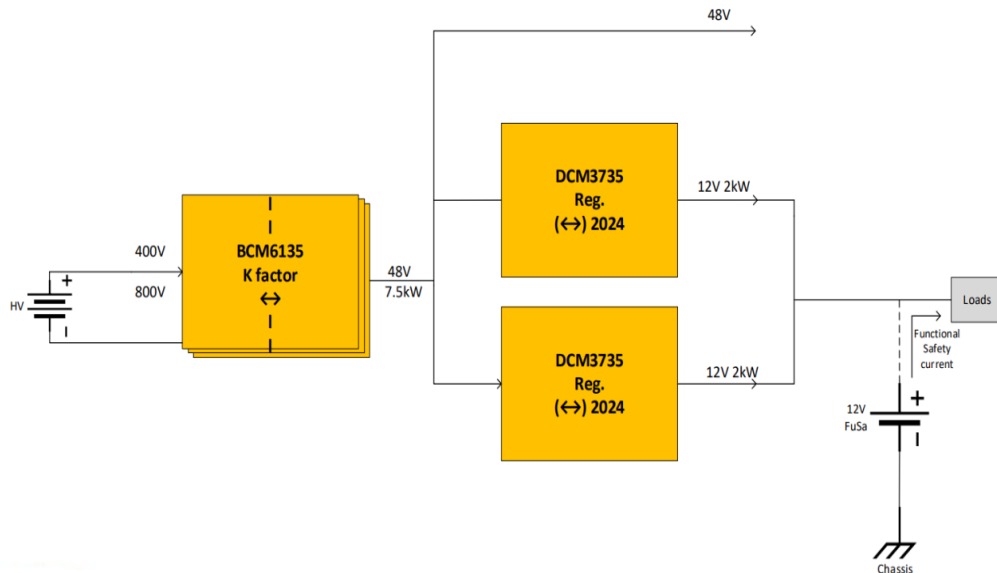 48V
DCM3735
Reg.
(↔) 2024
12V 2kW
400V
800V
HV
+
–
BCM6135
K factor
↔
48V
7.5kW
DCM3735
Reg.
(↔) 2024
12V 2kW
Loads
Functional
Safety
current
12V
FuSa
+
–
Chassis